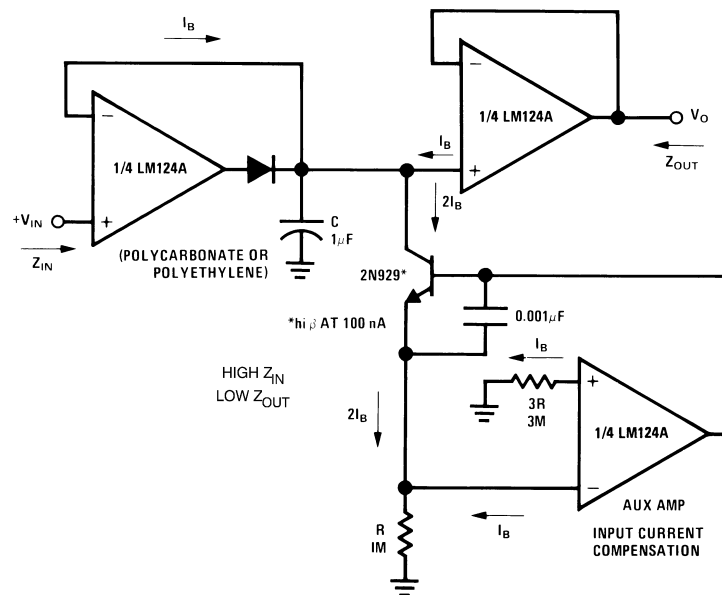 I_B
−
1/4 LM124A
+V_IN
+
Z_IN
C
1μF
(POLYCARBONATE OR
POLYETHYLENE)
−
1/4 LM124A
+
I_B
V_O
Z_OUT
2I_B
2N929*
*hi β AT 100 nA
0.001μF
HIGH Z_IN
LOW Z_OUT
I_B
3R
3M
+
1/4 LM124A
−
2I_B
I_B
R
1M
AUX AMP
INPUT CURRENT
COMPENSATION